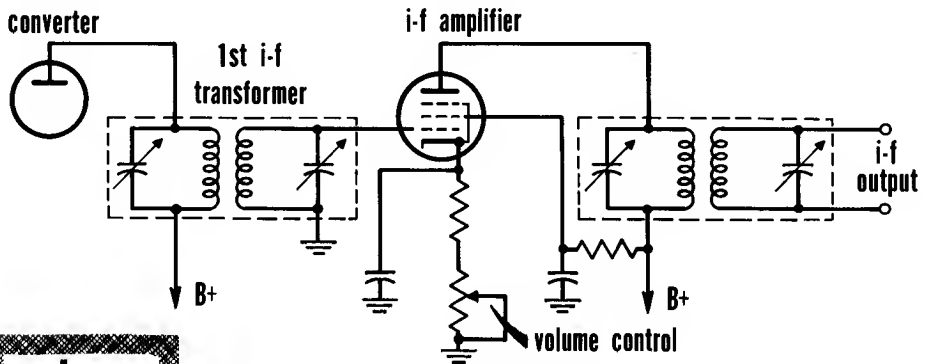 converter
i-f amplifier
1st i-f
transformer
i-f
output
B+
B+
volume control